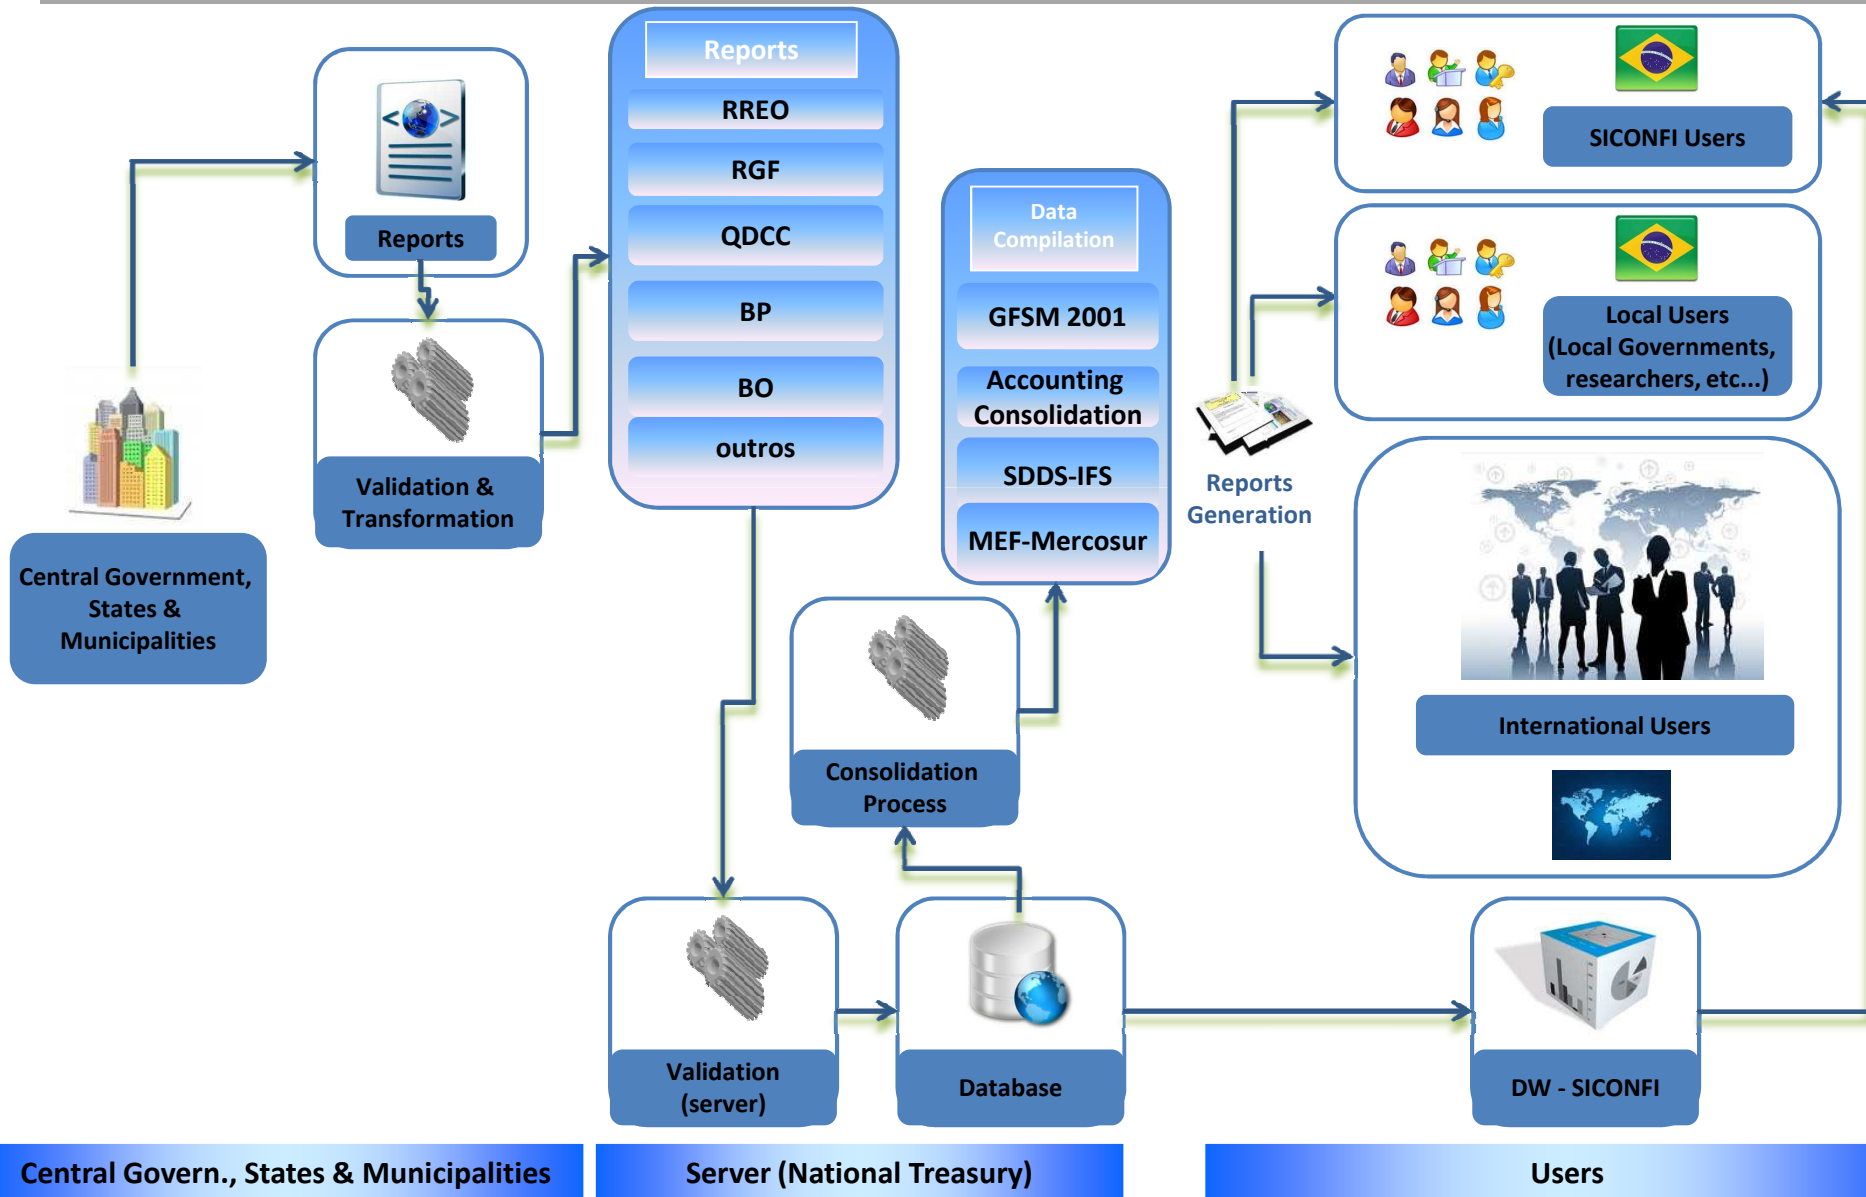 Reports
Validation &
Transformation
Central Government,
States &
Municipalities
Reports
RREO
RGF
QDCC
BP
BO
outros
Data
Compilation
GFSM 2001
Accounting
Consolidation
SDDS-IFS
MEF-Mercosur
Consolidation
Process
Validation
(server)
Database
Reports
Generation
SICONFI Users
Local Users
(Local Governments,
researchers, etc...)
International Users
DW - SICONFI
Central Govern., States & Municipalities
Server (National Treasury)
Users